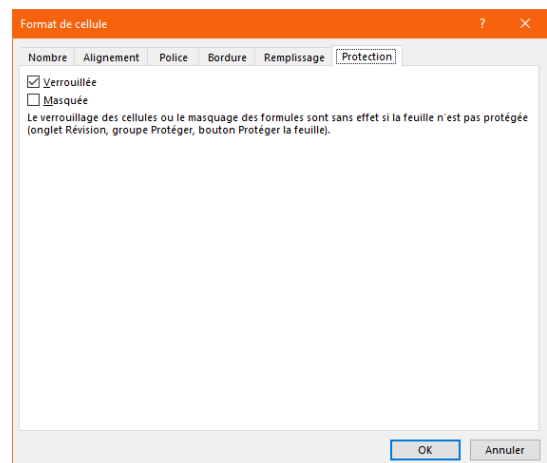 Format de cellule ?
Nombre Alignement Police Bordure Remplissage Protection
Verrouillée
Masquée
Le verrouillage des cellules ou le masquage des formules sont sans effet si la feuille n'est pas protégée
(onglet Révision, groupe Protéger, bouton Protéger la feuille).
OK Annuler